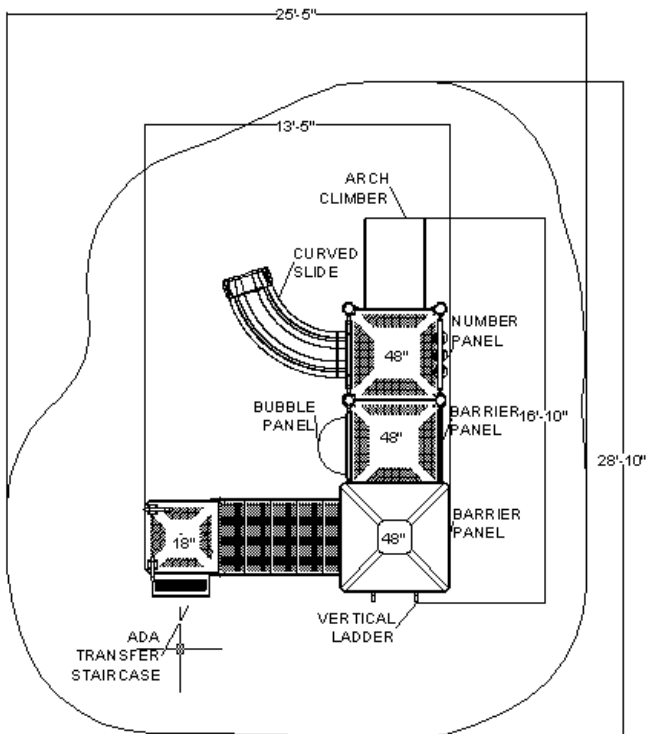 25'-5"
13'-5"
ARCH
CLIMBER
CURVED
SLIDE
NUMBER
PANEL
48"
BUBBLE
PANEL
BARRIER
PANEL
16'-10"
48"
28'-10"
BARRIER
PANEL
18"
48"
VERTICAL
LADDER
ADA
TRANSFER
STAIRCASE